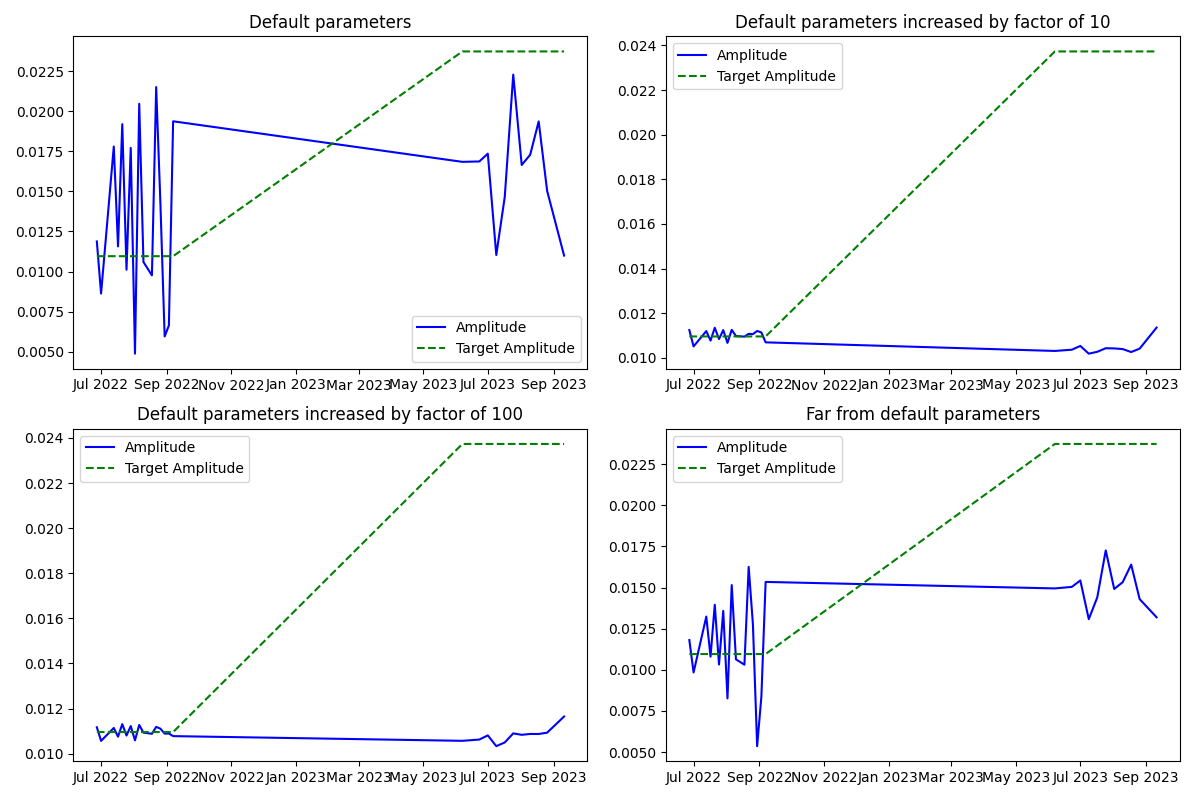 Default parameters
0.0225
0.0200
0.0175
0.0150
0.0125
0.0100
0.0075
0.0050
Amplitude
Target Amplitude
Jul 2022 Sep 2022 Nov 2022 Jan 2023 Mar 2023 May 2023 Jul 2023 Sep 2023
Default parameters increased by factor of 10
0.024
0.022
0.020
0.018
0.016
0.014
0.012
0.010
Amplitude
Target Amplitude
Jul 2022 Sep 2022 Nov 2022 Jan 2023 Mar 2023 May 2023 Jul 2023 Sep 2023
Default parameters increased by factor of 100
0.024
0.022
0.020
0.018
0.016
0.014
0.012
0.010
Amplitude
Target Amplitude
Jul 2022 Sep 2022 Nov 2022 Jan 2023 Mar 2023 May 2023 Jul 2023 Sep 2023
Far from default parameters
0.0225
0.0200
0.0175
0.0150
0.0125
0.0100
0.0075
0.0050
Amplitude
Target Amplitude
Jul 2022 Sep 2022 Nov 2022 Jan 2023 Mar 2023 May 2023 Jul 2023 Sep 2023